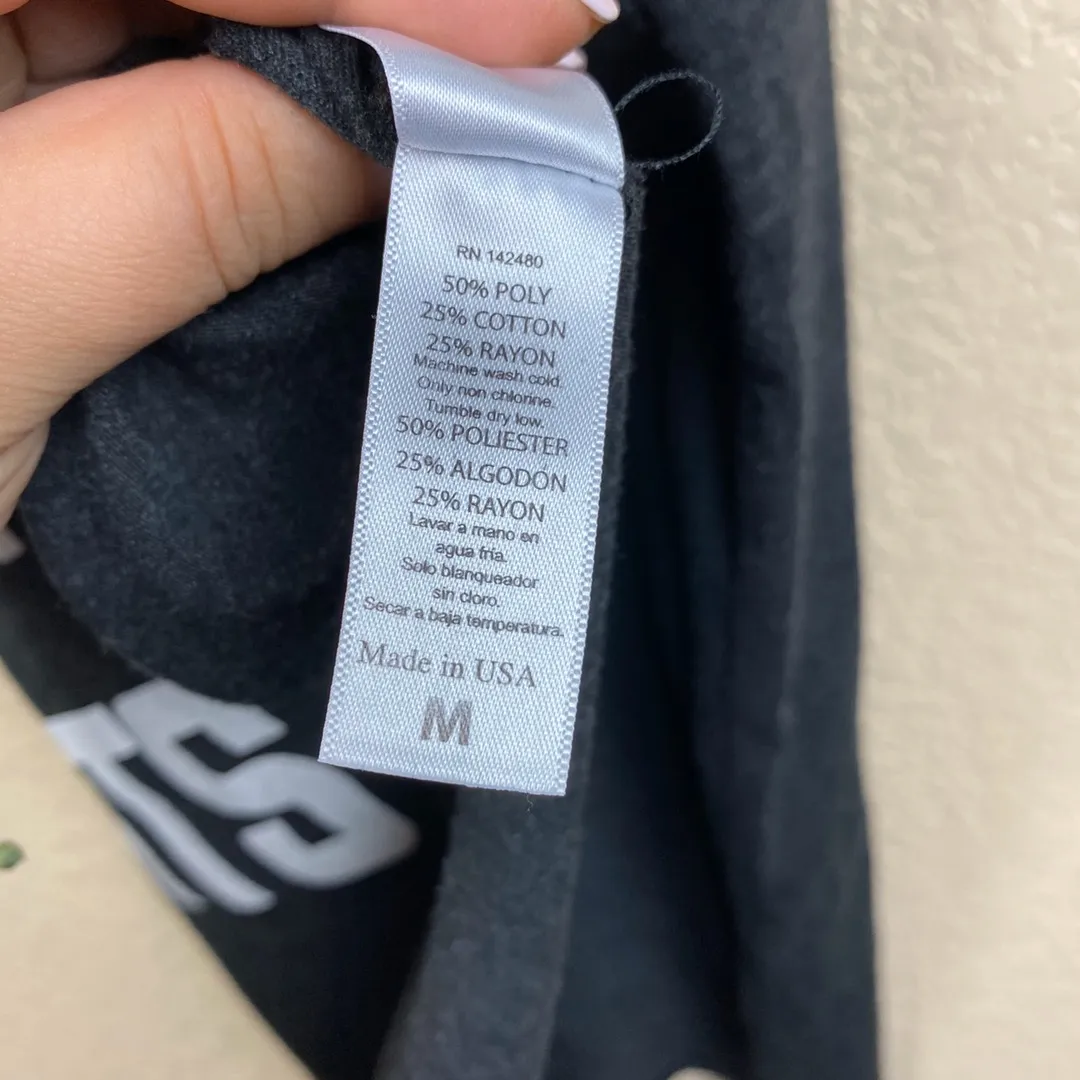 RN 142480
50% POLY
25% COTTON
25% RAYON
Machine wash cold.
Only non chlorine.
Tumble dry low.
50% POLIESTER
25% ALGODON
25% RAYON
Lavar a mano en
agua fria.
Solo blanqueador
sin cloro.
Secar a baja temperatura.
Made in USA
M
TS